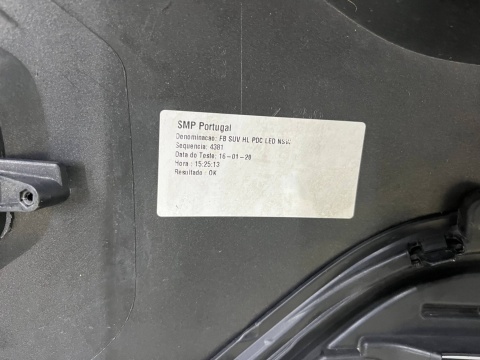 SMP Portugal
Denominacao: FB SUV HL PDC LED NSW
Sequencia: 4381
Data do Teste: 16-01-20
Hora : 15:25:13
Resultado : OK